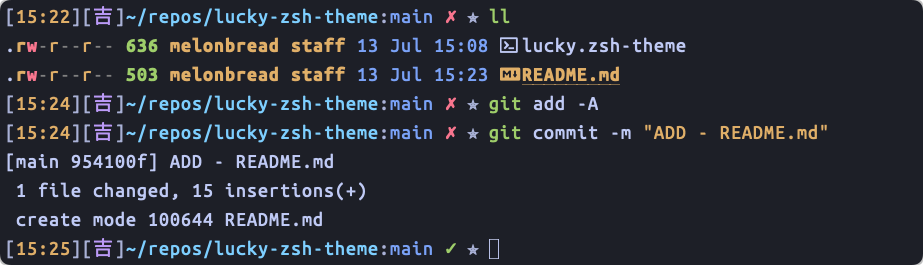 [15:22][吉]~/repos/lucky-zsh-theme:main ✗ ★ ll
.rw-r--r-- 636 melonbread staff 13 Jul 15:08 lucky.zsh-theme
.rw-r--r-- 503 melonbread staff 13 Jul 15:23 README.md
[15:24][吉]~/repos/lucky-zsh-theme:main ✗ ★ git add -A
[15:24][吉]~/repos/lucky-zsh-theme:main ✗ ★ git commit -m "ADD - README.md"
[main 954100f] ADD - README.md
 1 file changed, 15 insertions(+)
 create mode 100644 README.md
[15:25][吉]~/repos/lucky-zsh-theme:main ✓ ★